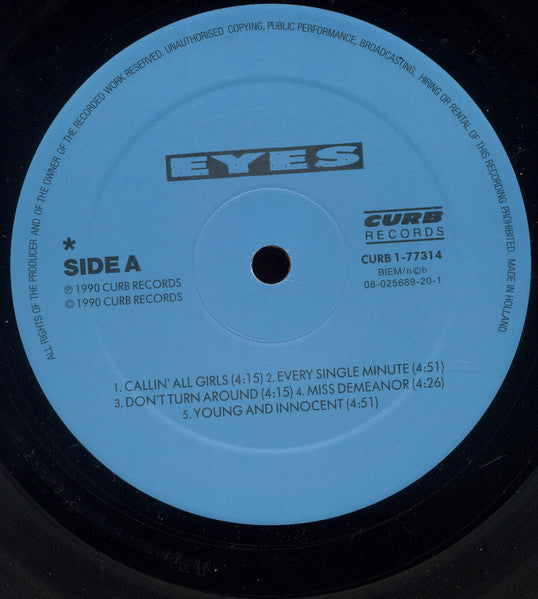 ALL RIGHTS OF THE PRODUCER AND OF THE OWNER OF THE RECORDED WORK RESERVED. UNAUTHORISED COPYING, PUBLIC PERFORMANCE, BROADCASTING, HIRING OR RENTAL OF THIS RECORDING PROHIBITED. MADE IN HOLLAND.
EYES
*
SIDE A
℗ 1990 CURB RECORDS
© 1990 CURB RECORDS
CURB
RECORDS
CURB 1-77314
BIEM/n©b
08-025689-20-1
1. CALLIN' ALL GIRLS (4:15) 2. EVERY SINGLE MINUTE (4:51)
3. DON'T TURN AROUND (4:15) 4. MISS DEMEANOR (4:26)
5. YOUNG AND INNOCENT (4:51)